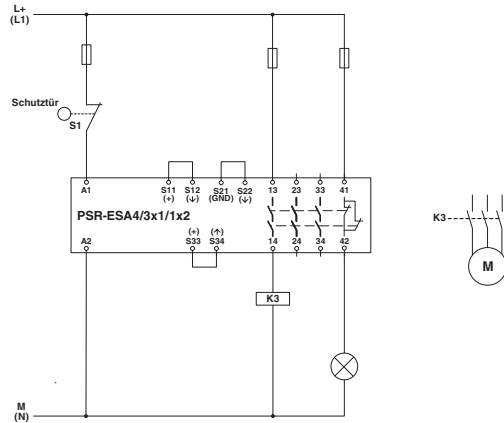 L+
(L1)
Schutztür
S1
A1
S11
(+)
S12
(↓)
S21
(GND)
S22
(↓)
13
23
33
41
PSR-ESA4/3x1/1x2
A2
(+)
S33
(↑)
S34
14
24
34
42
K3
K3
M
M
(N)